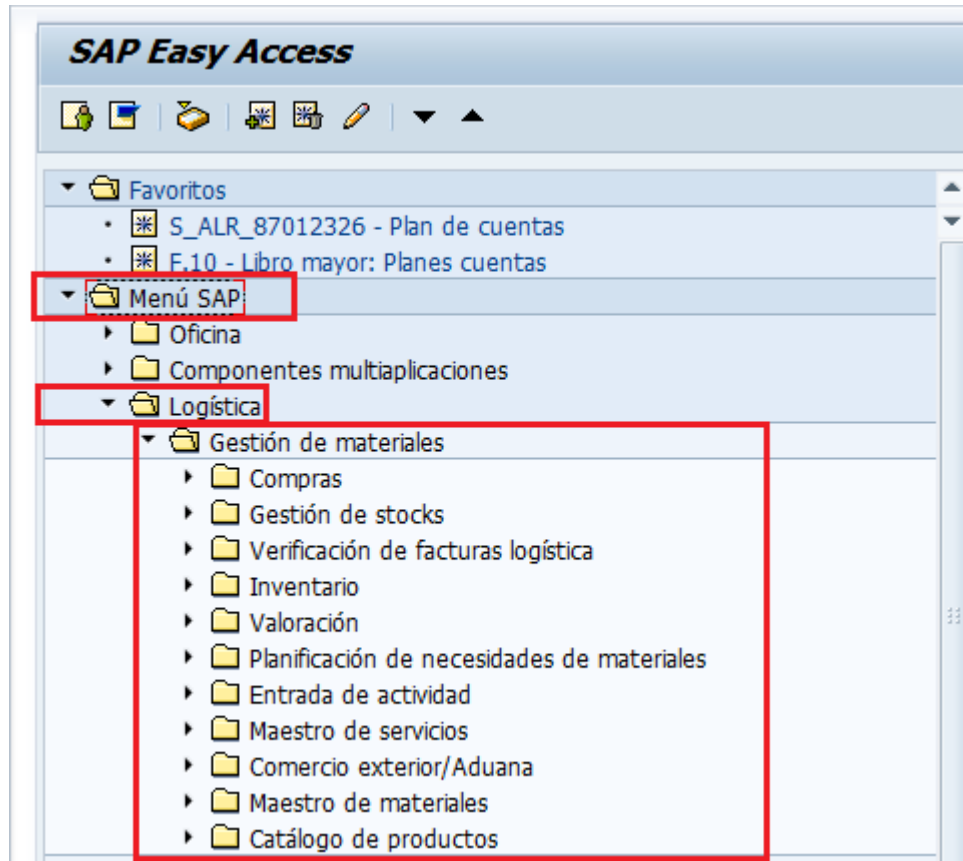 SAP Easy Access
Favoritos
S_ALR_87012326 - Plan de cuentas
F.10 - Libro mayor: Planes cuentas
Menú SAP
Oficina
Componentes multiaplicaciones
Logística
Gestión de materiales
Compras
Gestión de stocks
Verificación de facturas logística
Inventario
Valoración
Planificación de necesidades de materiales
Entrada de actividad
Maestro de servicios
Comercio exterior/Aduana
Maestro de materiales
Catálogo de productos